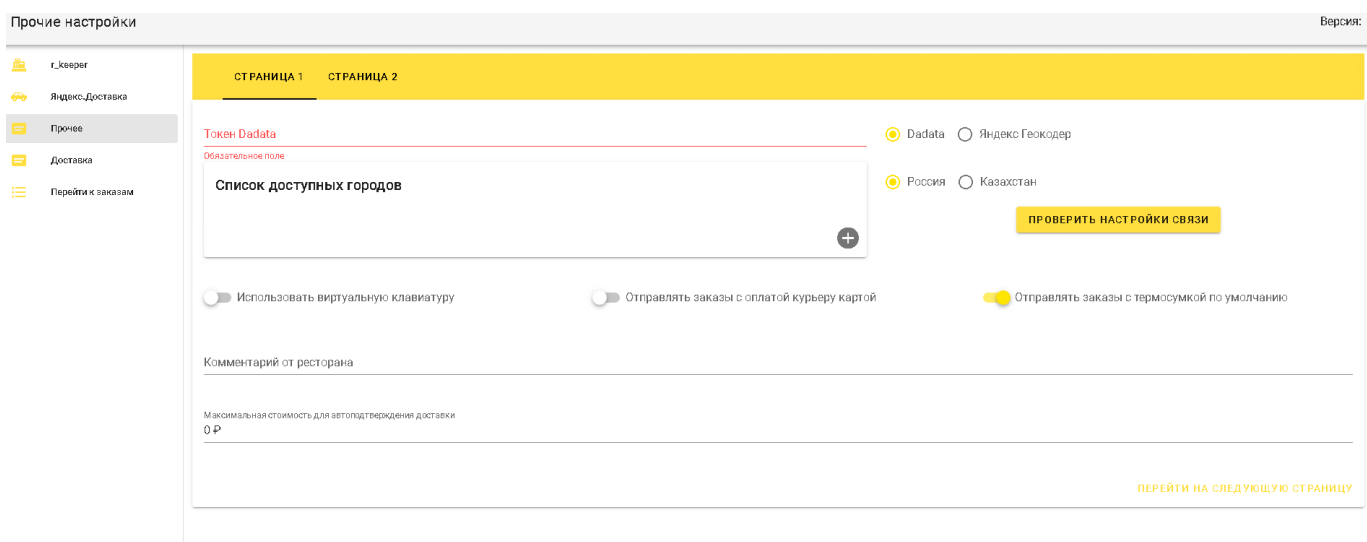 Прочие настройки
Версия:
r_keeper
Яндекс.Доставка
Прочее
Доставка
Перейти к заказам
СТРАНИЦА 1
СТРАНИЦА 2
Токен Dadata
Обязательное поле
Dadata
Яндекс Геокодер
Список доступных городов
Россия
Казахстан
ПРОВЕРИТЬ НАСТРОЙКИ СВЯЗИ
Использовать виртуальную клавиатуру
Отправлять заказы с оплатой курьеру картой
Отправлять заказы с термосумкой по умолчанию
Комментарий от ресторана
Максимальная стоимость для автоподтверждения доставки
0 ₽
ПЕРЕЙТИ НА СЛЕДУЮЩУЮ СТРАНИЦУ